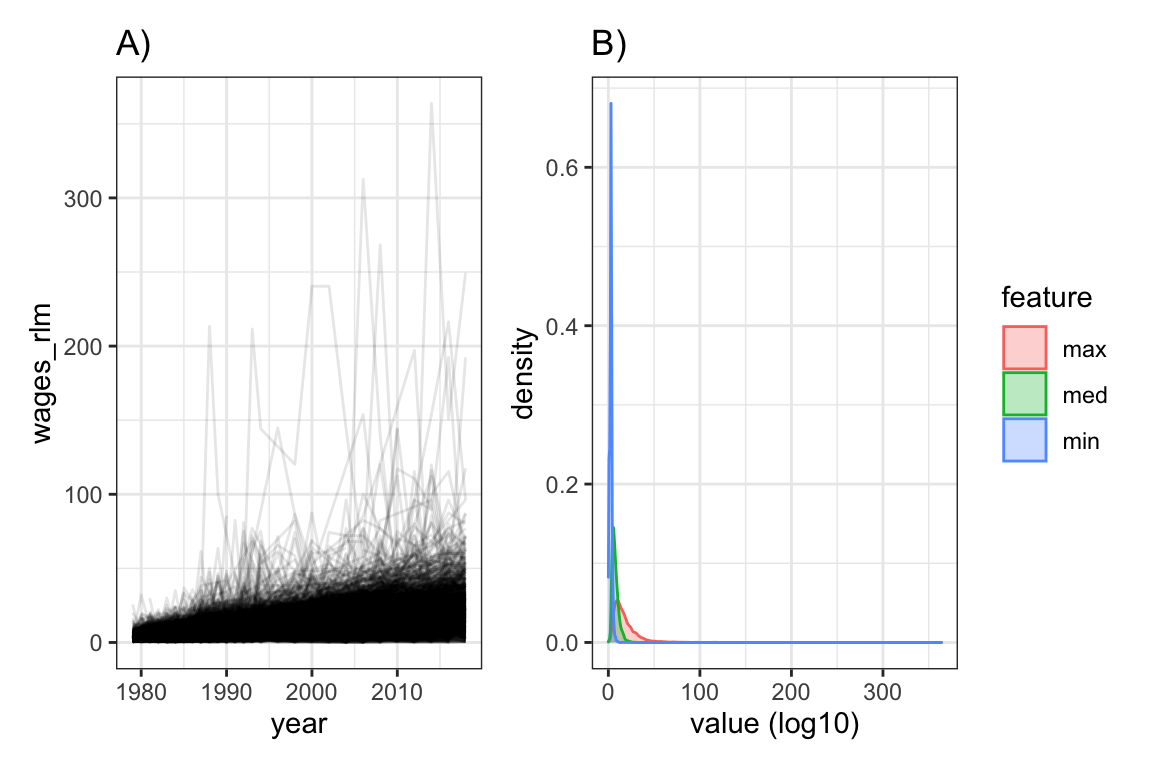 A)
wages_rlm
300
200
100
0
1980 1990 2000 2010
year
B)
density
0.6
0.4
0.2
0.0
0 100 200 300
value (log10)
feature
max
med
min